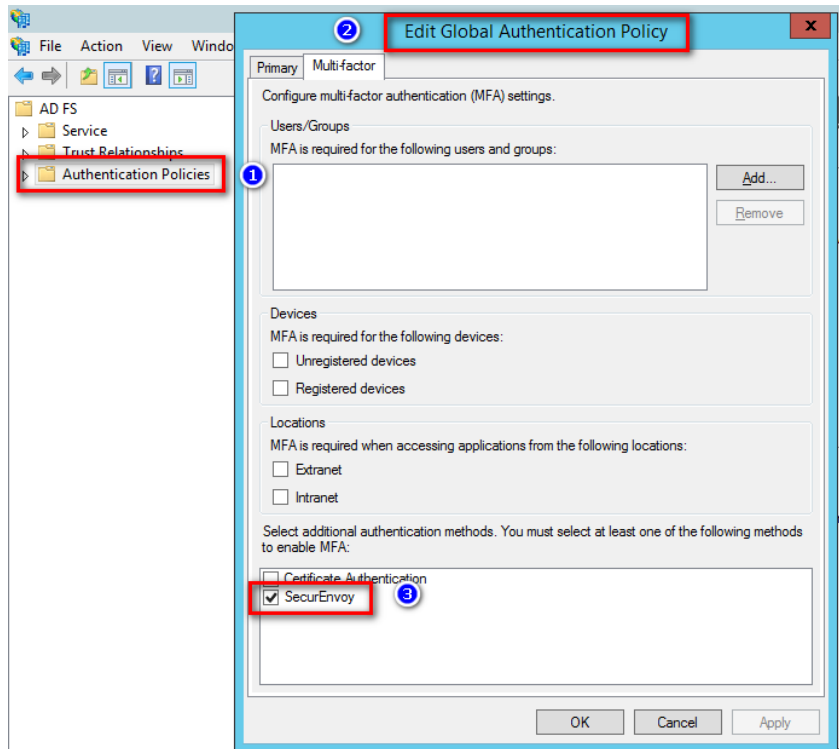 2
Edit Global Authentication Policy
x
File Action View Windo
Primary Multi-factor
Configure multi-factor authentication (MFA) settings.
AD FS
Service
Trust Relationships
Authentication Policies
1
Users/Groups
MFA is required for the following users and groups:
Add...
Remove
Devices
MFA is required for the following devices:
Unregistered devices
Registered devices
Locations
MFA is required when accessing applications from the following locations:
Extranet
Intranet
Select additional authentication methods. You must select at least one of the following methods
to enable MFA:
Certificate Authentication
SecurEnvoy
3
OK Cancel Apply